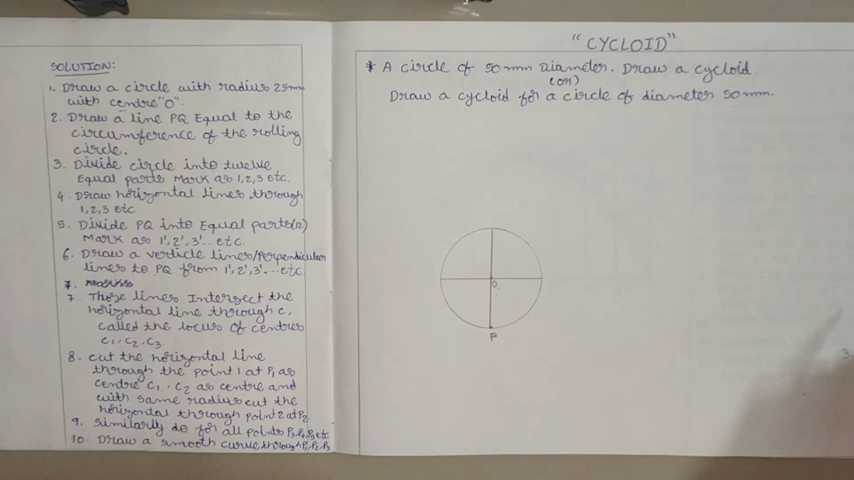 SOLUTION:
1. Draw a circle with radius 25mm
with centre "O".
2. Draw a line PQ Equal to the
circumference of the rolling
circle.
3. Divide circle into twelve
Equal parts Mark as 1,2,3 etc.
4. Draw horizontal lines through
1,2,3 etc
5. Divide PQ into Equal parts(12)
Mark as 1', 2', 3'.. etc.
6. Draw a verticle lines/Perpendicular
lines to PQ from 1', 2', 3'. ..etc
7.
7. Those lines Intersect the
horizontal line through c,
called the locus of centres
C1, C2, C3.
8. Cut the horizontal line
through the point 1 at P1 as
centre C1. C2 as centre and
with same radius cut the
horizontal through point 2 at P2
9. Similarly do for all points P3,P4,P5 etc
10. Draw a smooth curve through P1,P2,P3
"CYCLOID"
* A circle of 50mm Diameter. Draw a cycloid.
(or)
Draw a cycloid for a circle of diameter 50mm.
O
P
3.